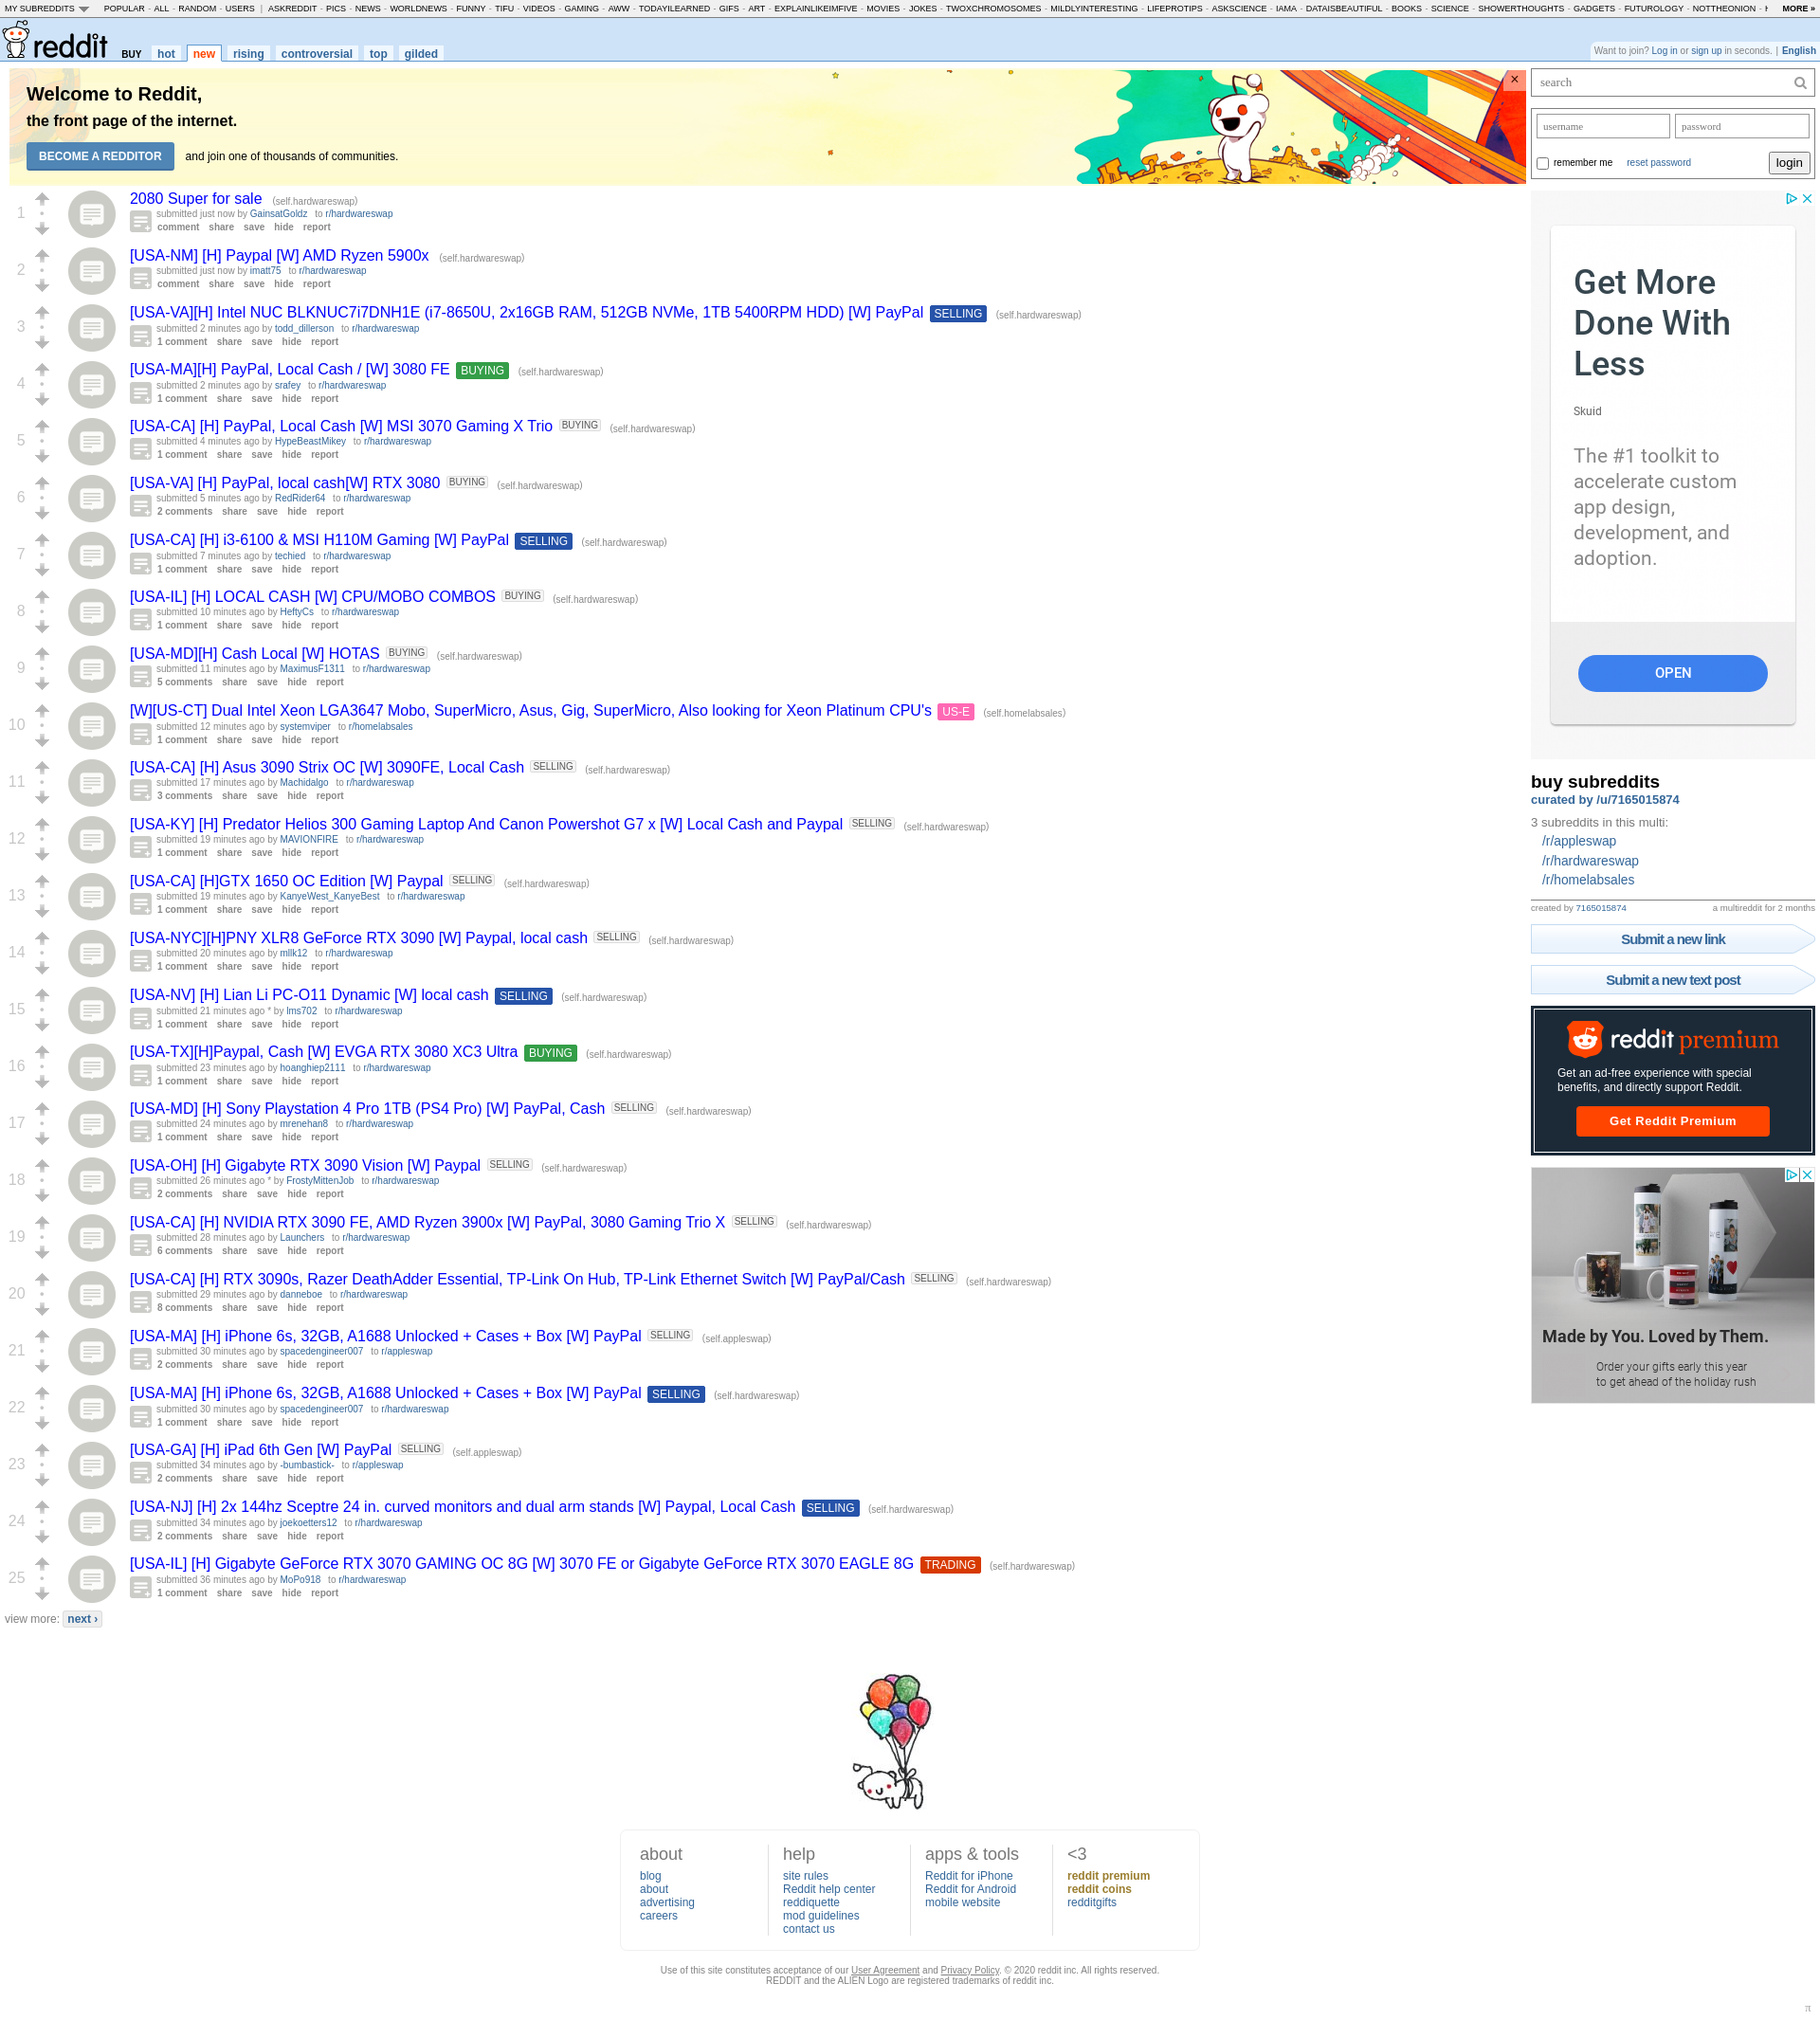 MY SUBREDDITS POPULAR - ALL - RANDOM - USERS | ASKREDDIT - PICS - NEWS - WORLDNEWS - FUNNY - TIFU - VIDEOS - GAMING - AWW - TODAYILEARNED - GIFS - ART - EXPLAINLIKEIMFIVE - MOVIES - JOKES - TWOXCHROMOSOMES - MILDLYINTERESTING - LIFEPROTIPS - ASKSCIENCE - IAMA - DATAISBEAUTIFUL - BOOKS - SCIENCE - SHOWERTHOUGHTS - GADGETS - FUTUROLOGY - NOTTHEONION - MORE »
reddit BUY hot new rising controversial top gilded
Want to join? Log in or sign up in seconds. | English
Welcome to Reddit,
the front page of the internet.
BECOME A REDDITOR and join one of thousands of communities.
×
1
2080 Super for sale (self.hardwareswap)
submitted just now by GainsatGoldz to r/hardwareswap
comment share save hide report
2
[USA-NM] [H] Paypal [W] AMD Ryzen 5900x (self.hardwareswap)
submitted just now by imatt75 to r/hardwareswap
comment share save hide report
3
[USA-VA][H] Intel NUC BLKNUC7i7DNH1E (i7-8650U, 2x16GB RAM, 512GB NVMe, 1TB 5400RPM HDD) [W] PayPal SELLING (self.hardwareswap)
submitted 2 minutes ago by todd_dillerson to r/hardwareswap
1 comment share save hide report
4
[USA-MA][H] PayPal, Local Cash / [W] 3080 FE BUYING (self.hardwareswap)
submitted 2 minutes ago by srafey to r/hardwareswap
1 comment share save hide report
5
[USA-CA] [H] PayPal, Local Cash [W] MSI 3070 Gaming X Trio BUYING (self.hardwareswap)
submitted 4 minutes ago by HypeBeastMikey to r/hardwareswap
1 comment share save hide report
6
[USA-VA] [H] PayPal, local cash[W] RTX 3080 BUYING (self.hardwareswap)
submitted 5 minutes ago by RedRider64 to r/hardwareswap
2 comments share save hide report
7
[USA-CA] [H] i3-6100 & MSI H110M Gaming [W] PayPal SELLING (self.hardwareswap)
submitted 7 minutes ago by techied to r/hardwareswap
1 comment share save hide report
8
[USA-IL] [H] LOCAL CASH [W] CPU/MOBO COMBOS BUYING (self.hardwareswap)
submitted 10 minutes ago by HeftyCs to r/hardwareswap
1 comment share save hide report
9
[USA-MD][H] Cash Local [W] HOTAS BUYING (self.hardwareswap)
submitted 11 minutes ago by MaximusF1311 to r/hardwareswap
5 comments share save hide report
10
[W][US-CT] Dual Intel Xeon LGA3647 Mobo, SuperMicro, Asus, Gig, SuperMicro, Also looking for Xeon Platinum CPU's US-E (self.homelabsales)
submitted 12 minutes ago by systemviper to r/homelabsales
1 comment share save hide report
11
[USA-CA] [H] Asus 3090 Strix OC [W] 3090FE, Local Cash SELLING (self.hardwareswap)
submitted 17 minutes ago by Machidalgo to r/hardwareswap
3 comments share save hide report
12
[USA-KY] [H] Predator Helios 300 Gaming Laptop And Canon Powershot G7 x [W] Local Cash and Paypal SELLING (self.hardwareswap)
submitted 19 minutes ago by MAVIONFIRE to r/hardwareswap
1 comment share save hide report
13
[USA-CA] [H]GTX 1650 OC Edition [W] Paypal SELLING (self.hardwareswap)
submitted 19 minutes ago by KanyeWest_KanyeBest to r/hardwareswap
1 comment share save hide report
14
[USA-NYC][H]PNY XLR8 GeForce RTX 3090 [W] Paypal, local cash SELLING (self.hardwareswap)
submitted 20 minutes ago by mllk12 to r/hardwareswap
1 comment share save hide report
15
[USA-NV] [H] Lian Li PC-O11 Dynamic [W] local cash SELLING (self.hardwareswap)
submitted 21 minutes ago * by lms702 to r/hardwareswap
1 comment share save hide report
16
[USA-TX][H]Paypal, Cash [W] EVGA RTX 3080 XC3 Ultra BUYING (self.hardwareswap)
submitted 23 minutes ago by hoanghiep2111 to r/hardwareswap
1 comment share save hide report
17
[USA-MD] [H] Sony Playstation 4 Pro 1TB (PS4 Pro) [W] PayPal, Cash SELLING (self.hardwareswap)
submitted 24 minutes ago by mrenehan8 to r/hardwareswap
1 comment share save hide report
18
[USA-OH] [H] Gigabyte RTX 3090 Vision [W] Paypal SELLING (self.hardwareswap)
submitted 26 minutes ago * by FrostyMittenJob to r/hardwareswap
2 comments share save hide report
19
[USA-CA] [H] NVIDIA RTX 3090 FE, AMD Ryzen 3900x [W] PayPal, 3080 Gaming Trio X SELLING (self.hardwareswap)
submitted 28 minutes ago by Launchers to r/hardwareswap
6 comments share save hide report
20
[USA-CA] [H] RTX 3090s, Razer DeathAdder Essential, TP-Link On Hub, TP-Link Ethernet Switch [W] PayPal/Cash SELLING (self.hardwareswap)
submitted 29 minutes ago by danneboe to r/hardwareswap
8 comments share save hide report
21
[USA-MA] [H] iPhone 6s, 32GB, A1688 Unlocked + Cases + Box [W] PayPal SELLING (self.appleswap)
submitted 30 minutes ago by spacedengineer007 to r/appleswap
2 comments share save hide report
22
[USA-MA] [H] iPhone 6s, 32GB, A1688 Unlocked + Cases + Box [W] PayPal SELLING (self.hardwareswap)
submitted 30 minutes ago by spacedengineer007 to r/hardwareswap
1 comment share save hide report
23
[USA-GA] [H] iPad 6th Gen [W] PayPal SELLING (self.appleswap)
submitted 34 minutes ago by -bumbastick- to r/appleswap
2 comments share save hide report
24
[USA-NJ] [H] 2x 144hz Sceptre 24 in. curved monitors and dual arm stands [W] Paypal, Local Cash SELLING (self.hardwareswap)
submitted 34 minutes ago by joekoetters12 to r/hardwareswap
2 comments share save hide report
25
[USA-IL] [H] Gigabyte GeForce RTX 3070 GAMING OC 8G [W] 3070 FE or Gigabyte GeForce RTX 3070 EAGLE 8G TRADING (self.hardwareswap)
submitted 36 minutes ago by MoPo918 to r/hardwareswap
1 comment share save hide report
view more: next ›
search
username password
remember me reset password login
Get More
Done With
Less
Skuid
The #1 toolkit to
accelerate custom
app design,
development, and
adoption.
OPEN
buy subreddits
curated by /u/7165015874
3 subreddits in this multi:
/r/appleswap
/r/hardwareswap
/r/homelabsales
created by 7165015874 a multireddit for 2 months
Submit a new link
Submit a new text post
reddit premium
Get an ad-free experience with special
benefits, and directly support Reddit.
Get Reddit Premium
Made by You. Loved by Them.
Order your gifts early this year
to get ahead of the holiday rush
about
blog
about
advertising
careers
help
site rules
Reddit help center
reddiquette
mod guidelines
contact us
apps & tools
Reddit for iPhone
Reddit for Android
mobile website
<3
reddit premium
reddit coins
redditgifts
Use of this site constitutes acceptance of our User Agreement and Privacy Policy. © 2020 reddit inc. All rights reserved.
REDDIT and the ALIEN Logo are registered trademarks of reddit inc.
π